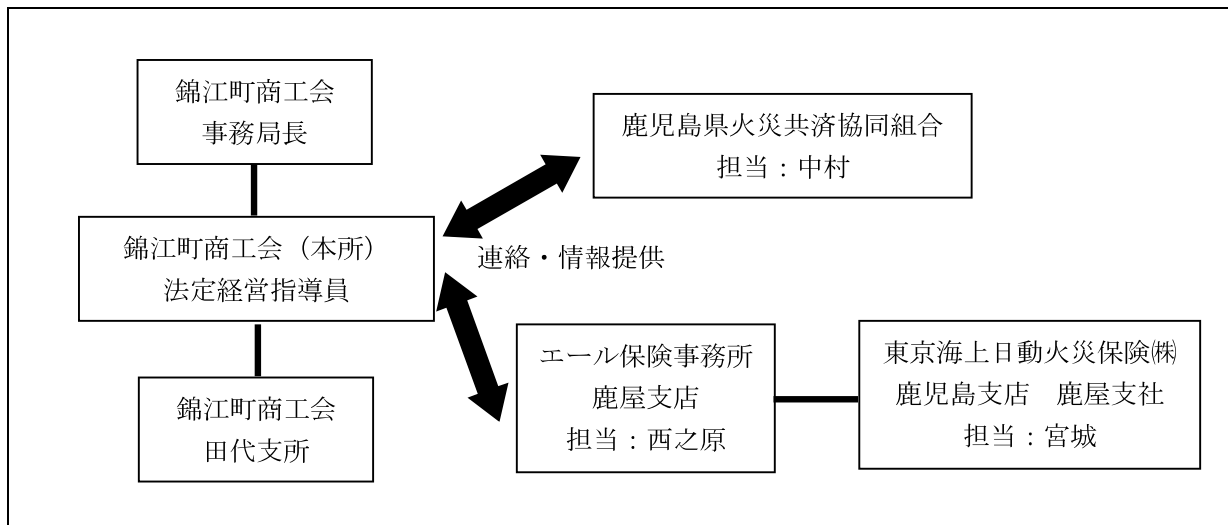 錦江町商工会
事務局長
錦江町商工会（本所）
法定経営指導員
錦江町商工会
田代支所
連絡・情報提供
鹿児島県火災共済協同組合
担当：中村
エール保険事務所
鹿屋支店
担当：西之原
東京海上日動火災保険㈱
鹿児島支店　鹿屋支社
担当：宮城